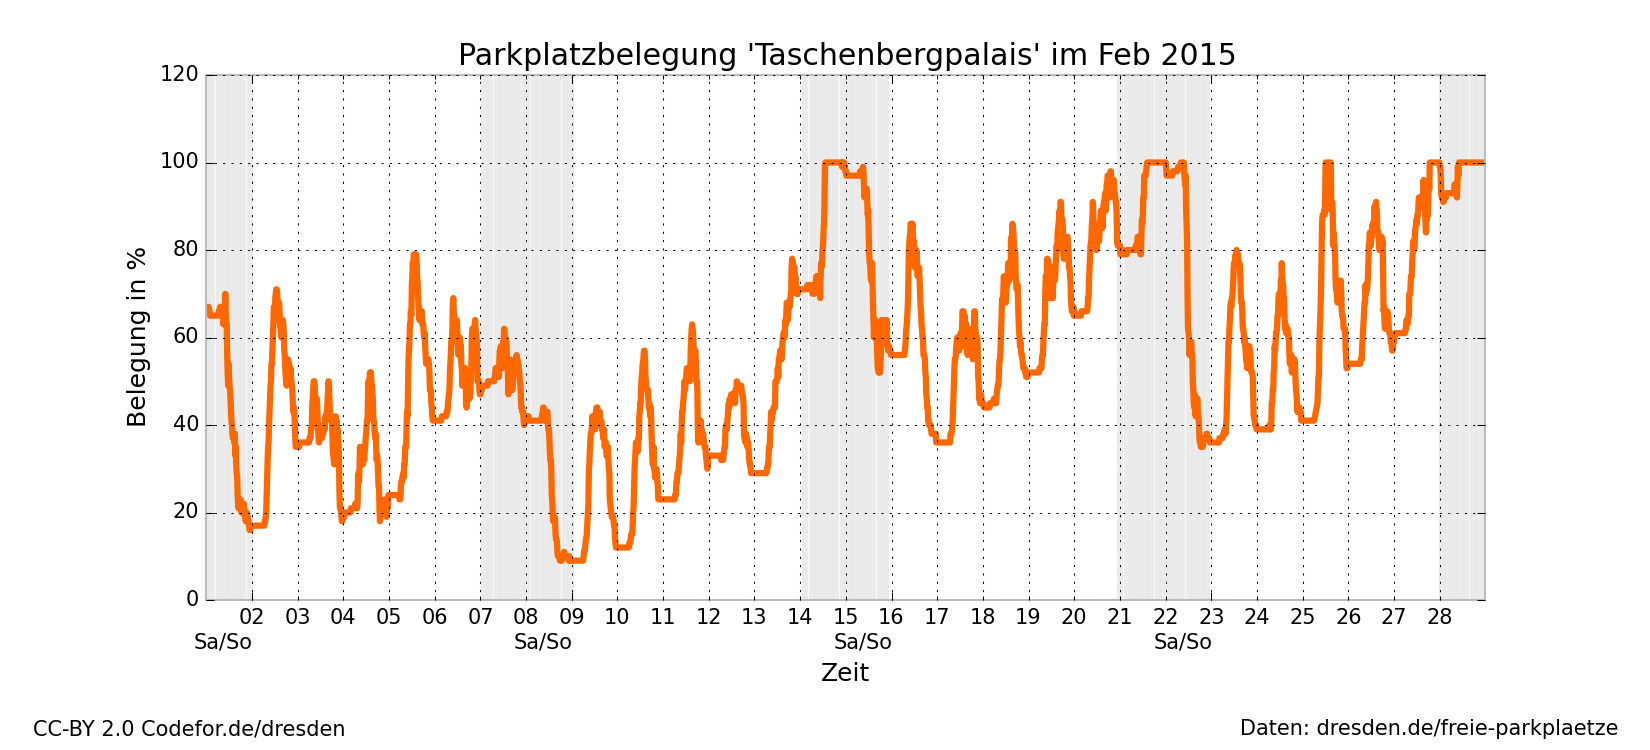 Parkplatzbelegung 'Taschenbergpalais' im Feb 2015
120
100
80
60
40
20
0
Belegung in %
02 03 04 05 06 07 08 09 10 11 12 13 14 15 16 17 18 19 20 21 22 23 24 25 26 27 28
Sa/So Sa/So Sa/So Sa/So
Zeit
CC-BY 2.0 Codefor.de/dresden
Daten: dresden.de/freie-parkplaetze